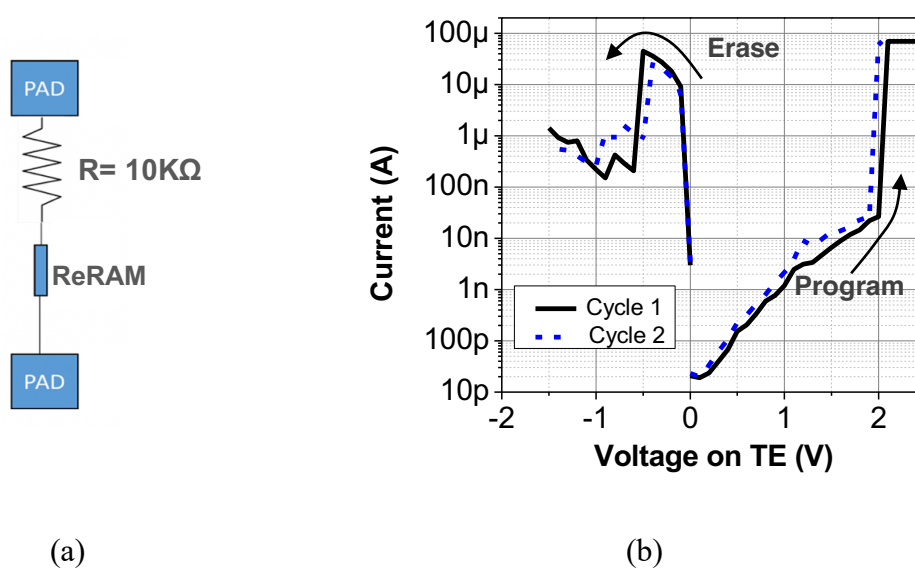 PAD
R= 10KΩ
ReRAM
PAD
(a)
100µ
10µ
1µ
100n
10n
1n
100p
10p
Current (A)
Erase
Program
Cycle 1
Cycle 2
-2 -1 0 1 2
Voltage on TE (V)
(b)